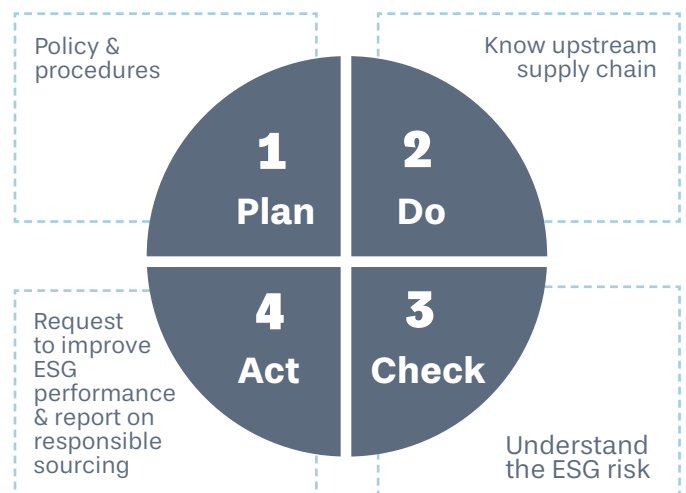 Policy &
procedures
Know upstream
supply chain
1
Plan
2
Do
Request
to improve
ESG
performance
& report on
responsible
sourcing
4
Act
3
Check
Understand
the ESG risk